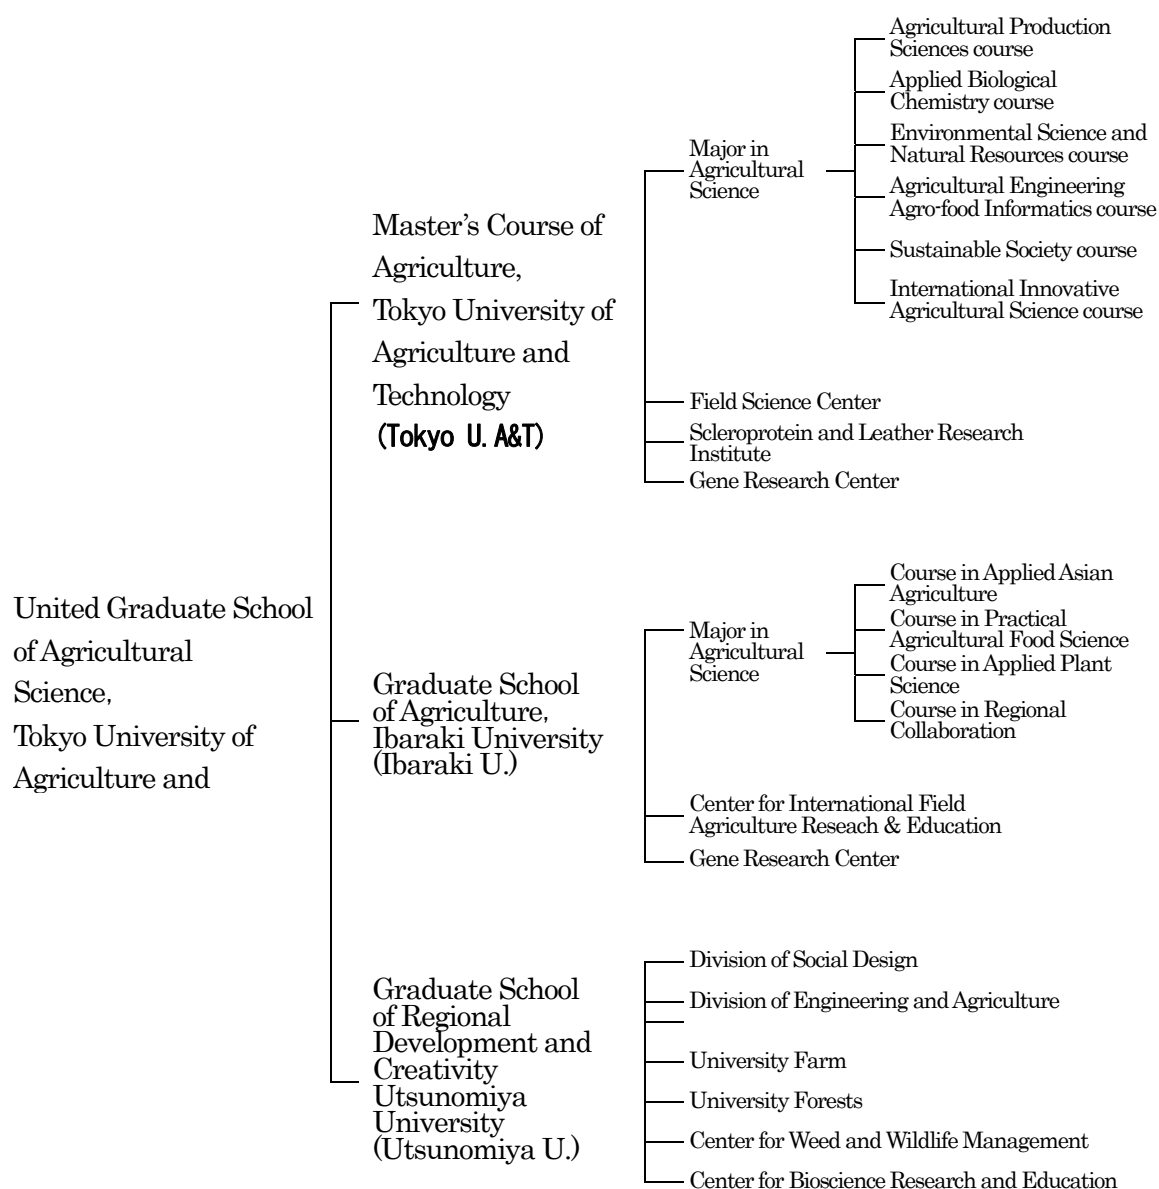 United Graduate School
of Agricultural
Science,
Tokyo University of
Agriculture and
Master's Course of
Agriculture,
Tokyo University of
Agriculture and
Technology
(Tokyo U. A&T)
Major in
Agricultural
Science
Agricultural Production
Sciences course
Applied Biological
Chemistry course
Environmental Science and
Natural Resources course
Agricultural Engineering
Agro-food Informatics course
Sustainable Society course
International Innovative
Agricultural Science course
Field Science Center
Scleroprotein and Leather Research
Institute
Gene Research Center
Graduate School
of Agriculture,
Ibaraki University
(Ibaraki U.)
Major in
Agricultural
Science
Course in Applied Asian
Agriculture
Course in Practical
Agricultural Food Science
Course in Applied Plant
Science
Course in Regional
Collaboration
Center for International Field
Agriculture Reseach & Education
Gene Research Center
Graduate School
of Regional
Development and
Creativity
Utsunomiya
University
(Utsunomiya U.)
Division of Social Design
Division of Engineering and Agriculture
University Farm
University Forests
Center for Weed and Wildlife Management
Center for Bioscience Research and Education